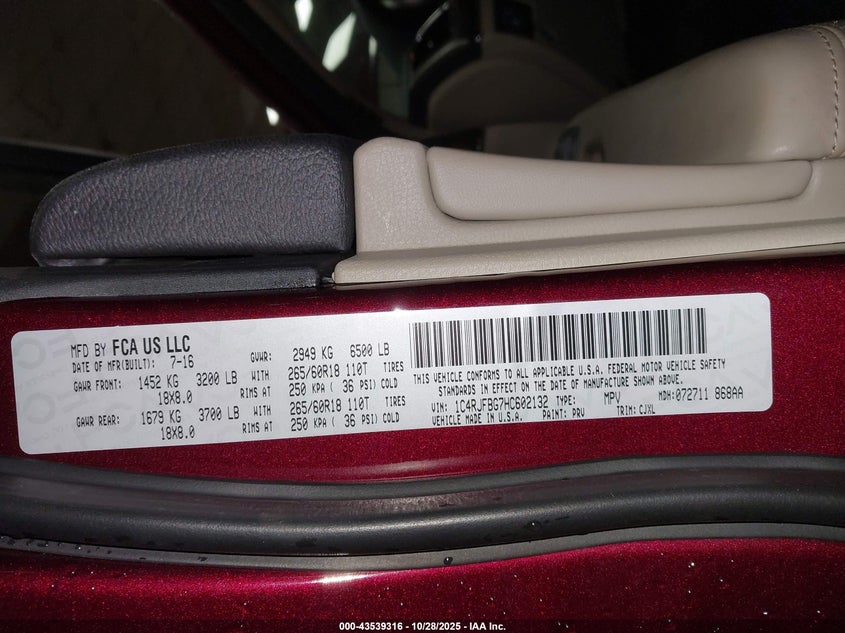 MFD BY FCA US LLC
DATE OF MFR(BUILT): 7-16 GVWR: 2949 KG 6500 LB
GAWR FRONT: 1452 KG 3200 LB WITH 265/60R18 110T TIRES
18X8.0 RIMS AT 250 KPA ( 36 PSI) COLD
GAWR REAR: 1679 KG 3700 LB WITH 265/60R18 110T TIRES
18X8.0 RIMS AT 250 KPA ( 36 PSI) COLD
THIS VEHICLE CONFORMS TO ALL APPLICABLE U.S.A. FEDERAL MOTOR VEHICLE SAFETY
STANDARDS IN EFFECT ON THE DATE OF MANUFACTURE SHOWN ABOVE.
VIN: 1C4RJFBG7HC602132 TYPE: MPV MDH: 072711 868AA
VEHICLE MADE IN U.S.A. PAINT: PRV TRIM: CJXL
000-43539316 - 10/28/2025 - IAA Inc.